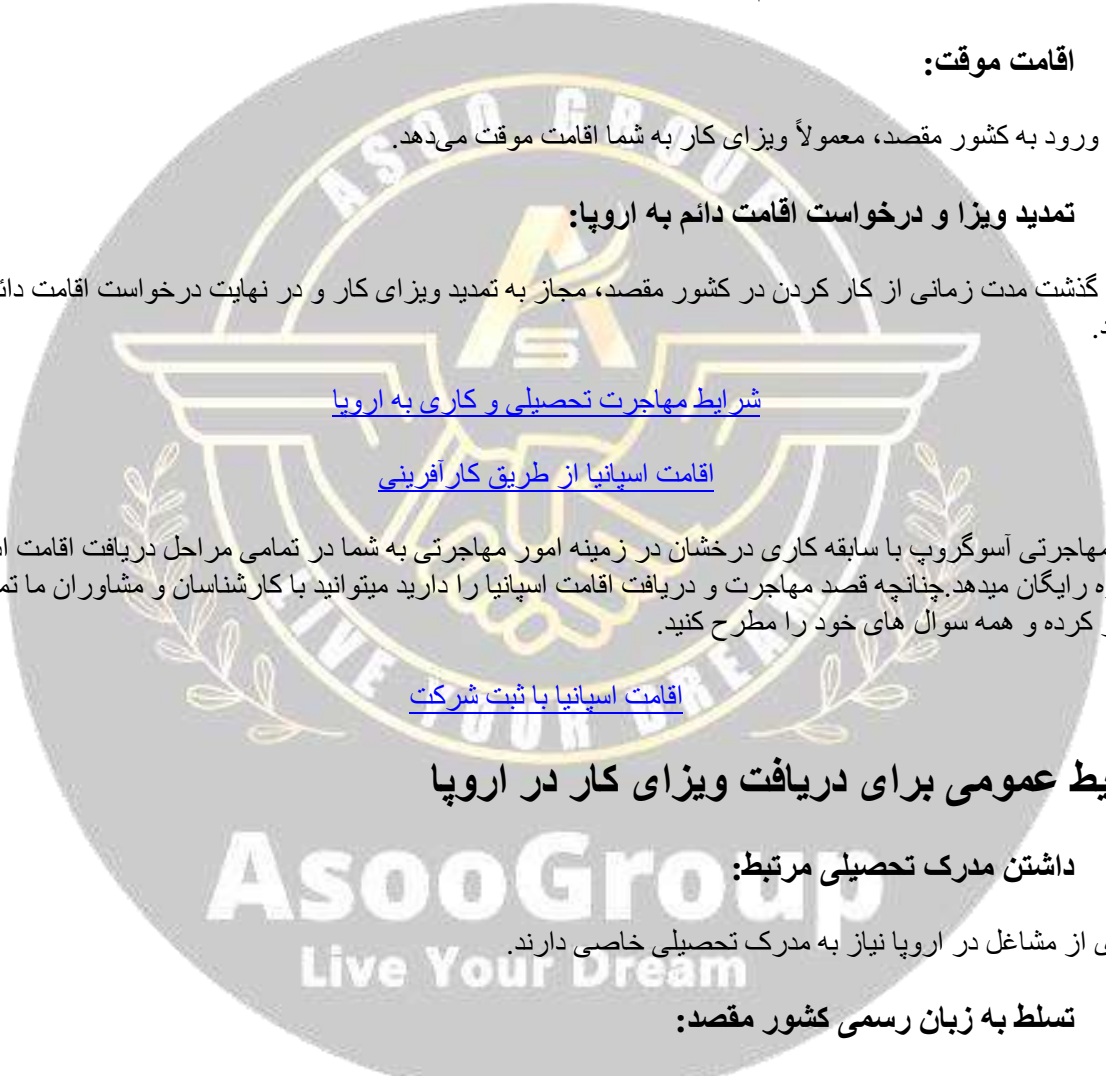 اقامت موقت:
ورود به کشور مقصد، معمولاً ویزای کار به شما اقامت موقت می‌دهد.
تمدید ویزا و درخواست اقامت دائم به اروپا:
گذشت مدت زمانی از کار کردن در کشور مقصد، مجاز به تمدید ویزای کار و در نهایت درخواست اقامت
شرایط مهاجرت تحصیلی و کاری به اروپا
اقامت اسپانیا از طریق کارآفرینی
مهاجرتی آسوگروپ با سابقه کاری درخشان در زمینه امور مهاجرتی به شما در تمامی مراحل دریافت اقامت
رایگان میدهد.چنانچه قصد مهاجرت و دریافت اقامت اسپانیا را دارید میتوانید با کارشناسان و مشاوران ما
کرده و همه سوال های خود را مطرح کنید.
اقامت اسپانیا با ثبت شرکت
عمومی برای دریافت ویزای کار در اروپا
داشتن مدرک تحصیلی مرتبط:
از مشاغل در اروپا نیاز به مدرک تحصیلی خاصی دارند.
تسلط به زبان رسمی کشور مقصد:
ASOO GROUP
AS
LIVE YOUR DREAM
AsooGroup
Live Your Dream